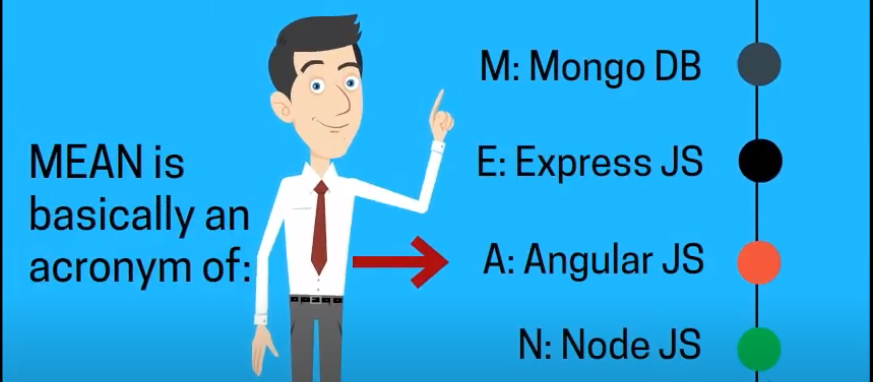 MEAN is
basically an
acronym of:
M: Mongo DB
E: Express JS
A: Angular JS
N: Node JS